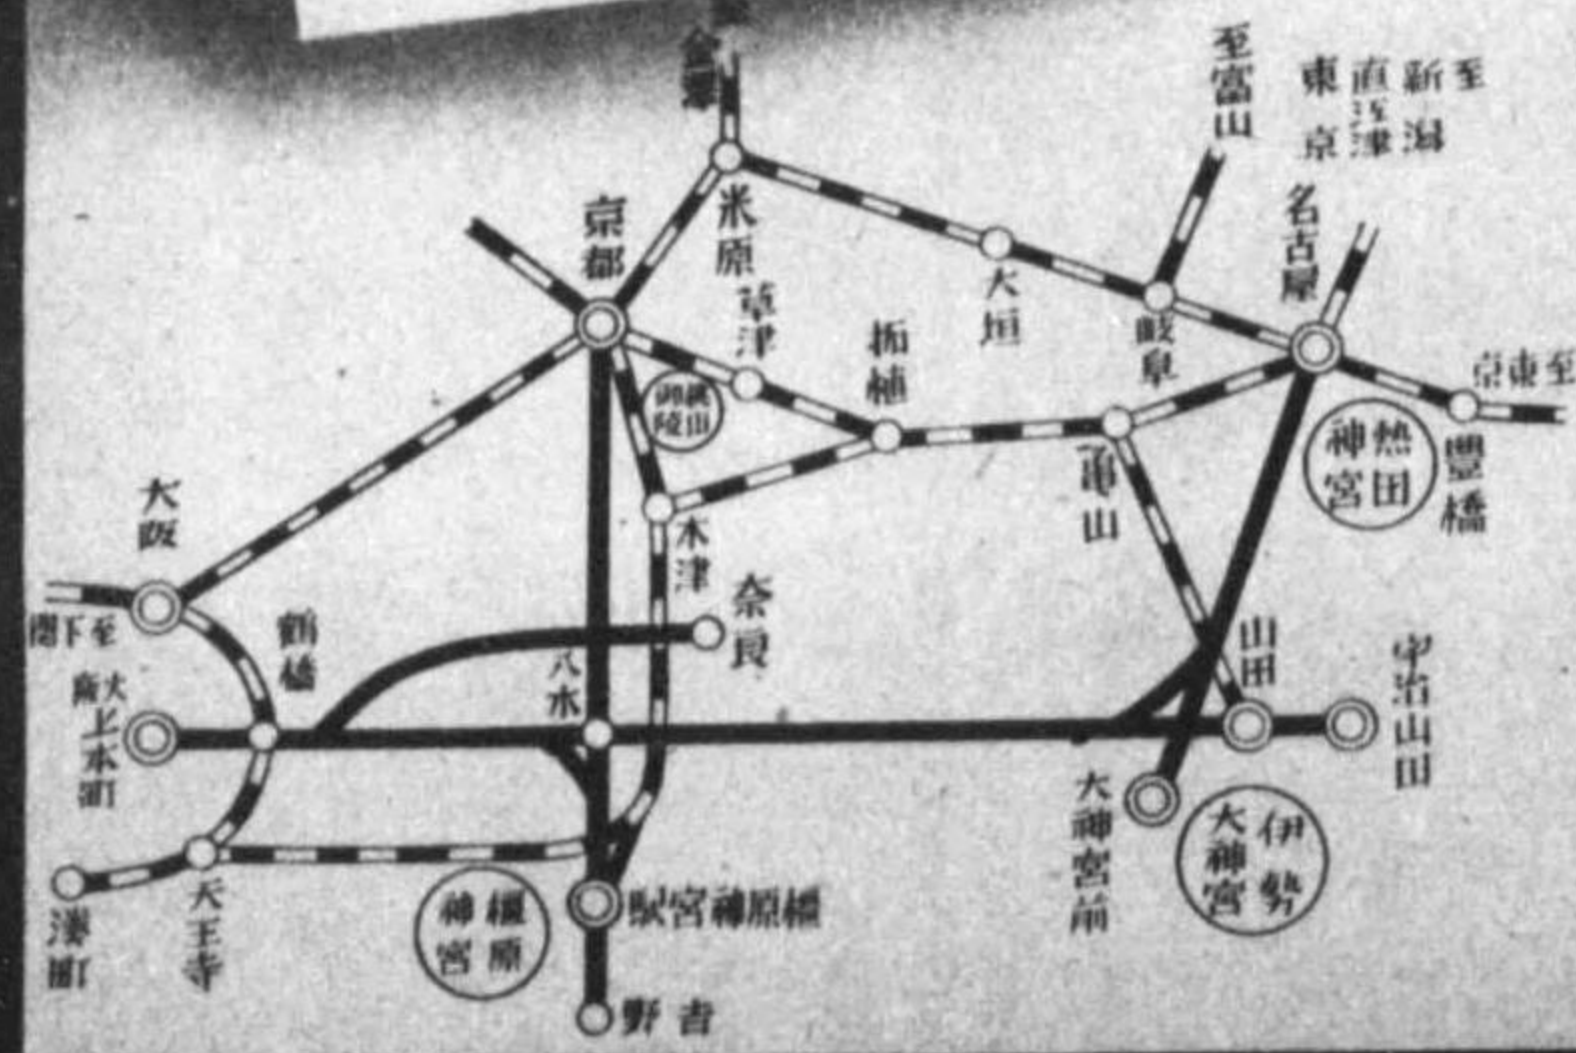 至富山
至
新潟
直江津
東京
名古屋
米原
京都
草津
大垣
岐阜
柘植
京東至
豐橋
熱田
神宮
桃山
御陵
亀山
木津
大阪
關下至
鶴橋
奈良
八木
大阪
上本町
山田
宇治山田
大神宮前
伊勢
大神宮
天王寺
湊町
橿原
神宮
駅宮神原橿
野吉